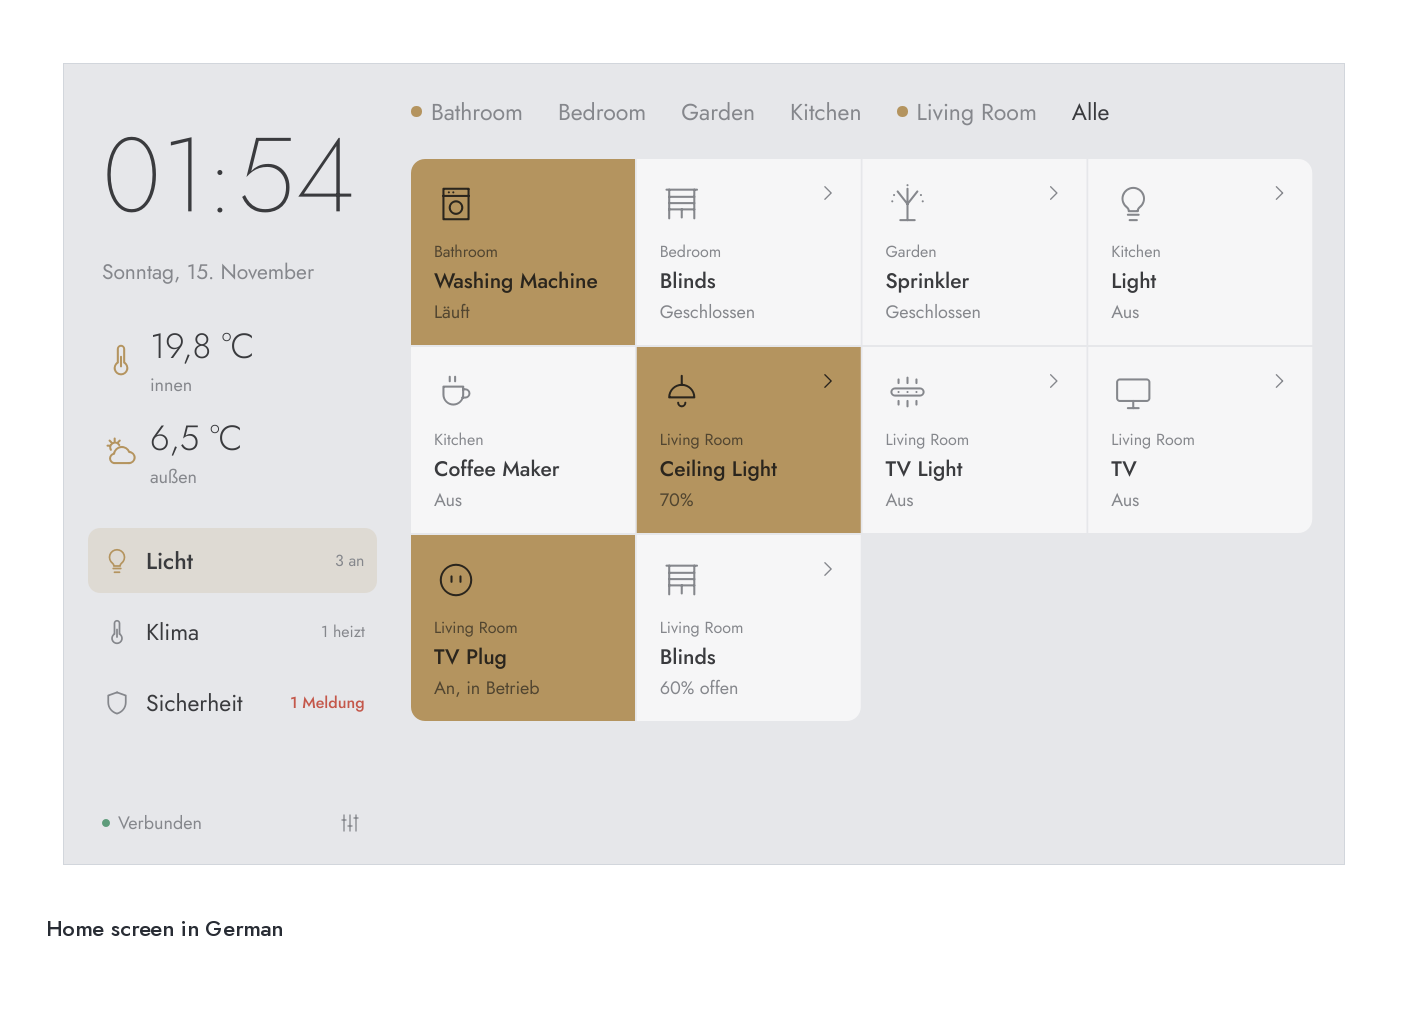 01:54
Sonntag, 15. November
19,8 °C
innen
6,5 °C
außen
Licht 3 an
Klima 1 heizt
Sicherheit 1 Meldung
Verbunden
Bathroom Bedroom Garden Kitchen Living Room Alle
Bathroom
Washing Machine
Läuft
Bedroom
Blinds
Geschlossen
Garden
Sprinkler
Geschlossen
Kitchen
Light
Aus
Kitchen
Coffee Maker
Aus
Living Room
Ceiling Light
70%
Living Room
TV Light
Aus
Living Room
TV
Aus
Living Room
TV Plug
An, in Betrieb
Living Room
Blinds
60% offen
Home screen in German